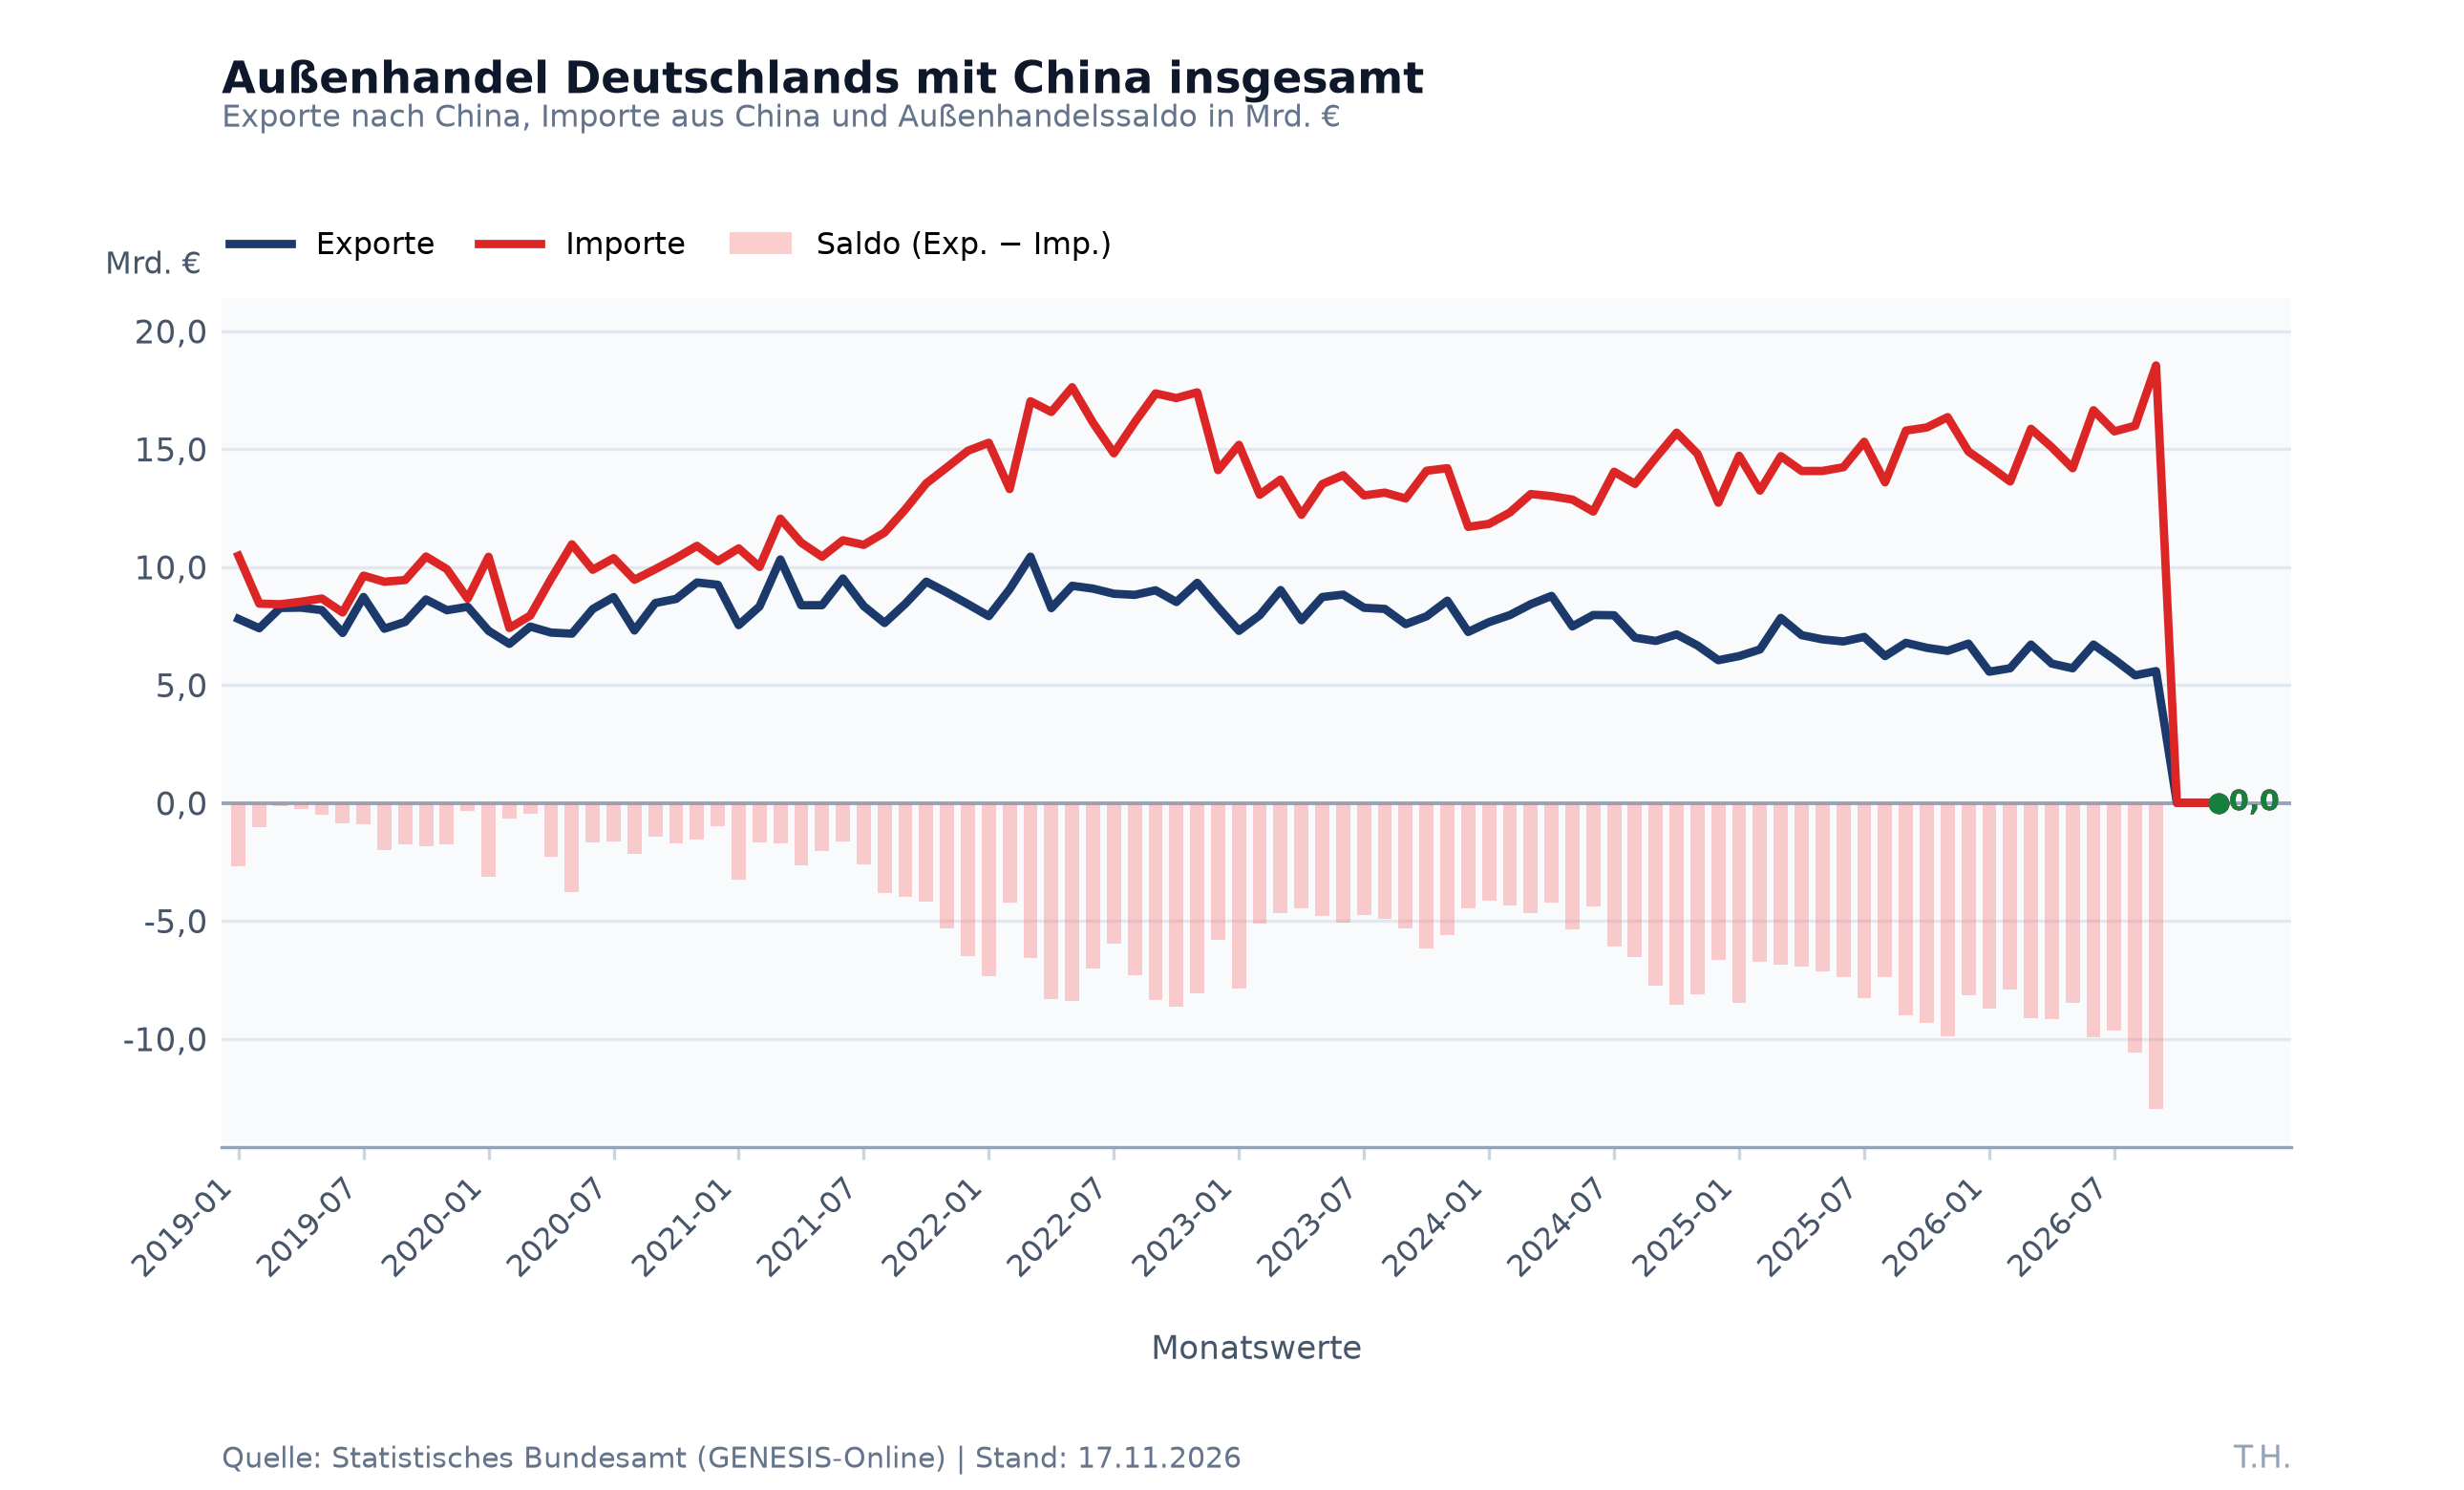 Außenhandel Deutschlands mit China insgesamt
Exporte nach China, Importe aus China und Außenhandelssaldo in Mrd. €
Exporte Importe Saldo (Exp. − Imp.)
Mrd. €
20,0
15,0
10,0
5,0
0,0
-5,0
-10,0
0,0
2019-01 2019-07 2020-01 2020-07 2021-01 2021-07 2022-01 2022-07 2023-01 2023-07 2024-01 2024-07 2025-01 2025-07 2026-01 2026-07
Monatswerte
Quelle: Statistisches Bundesamt (GENESIS-Online) | Stand: 17.11.2026
T.H.